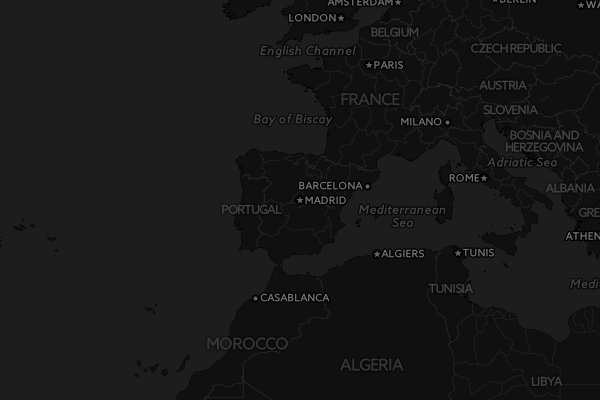 AMSTERDAM
BERLIN
WA
LONDON
BELGIUM
English Channel
CZECH REPUBLIC
PARIS
AUSTRIA
FRANCE
SLOVENIA
Bay of Biscay
MILANO
BOSNIA AND
HERZEGOVINA
Adriatic Sea
ROME
BARCELONA
ALBANIA
MADRID
PORTUGAL
Mediterranean
Sea
GRE
ATHEN
ALGIERS
TUNIS
Medi
TUNISIA
CASABLANCA
MOROCCO
ALGERIA
LIBYA